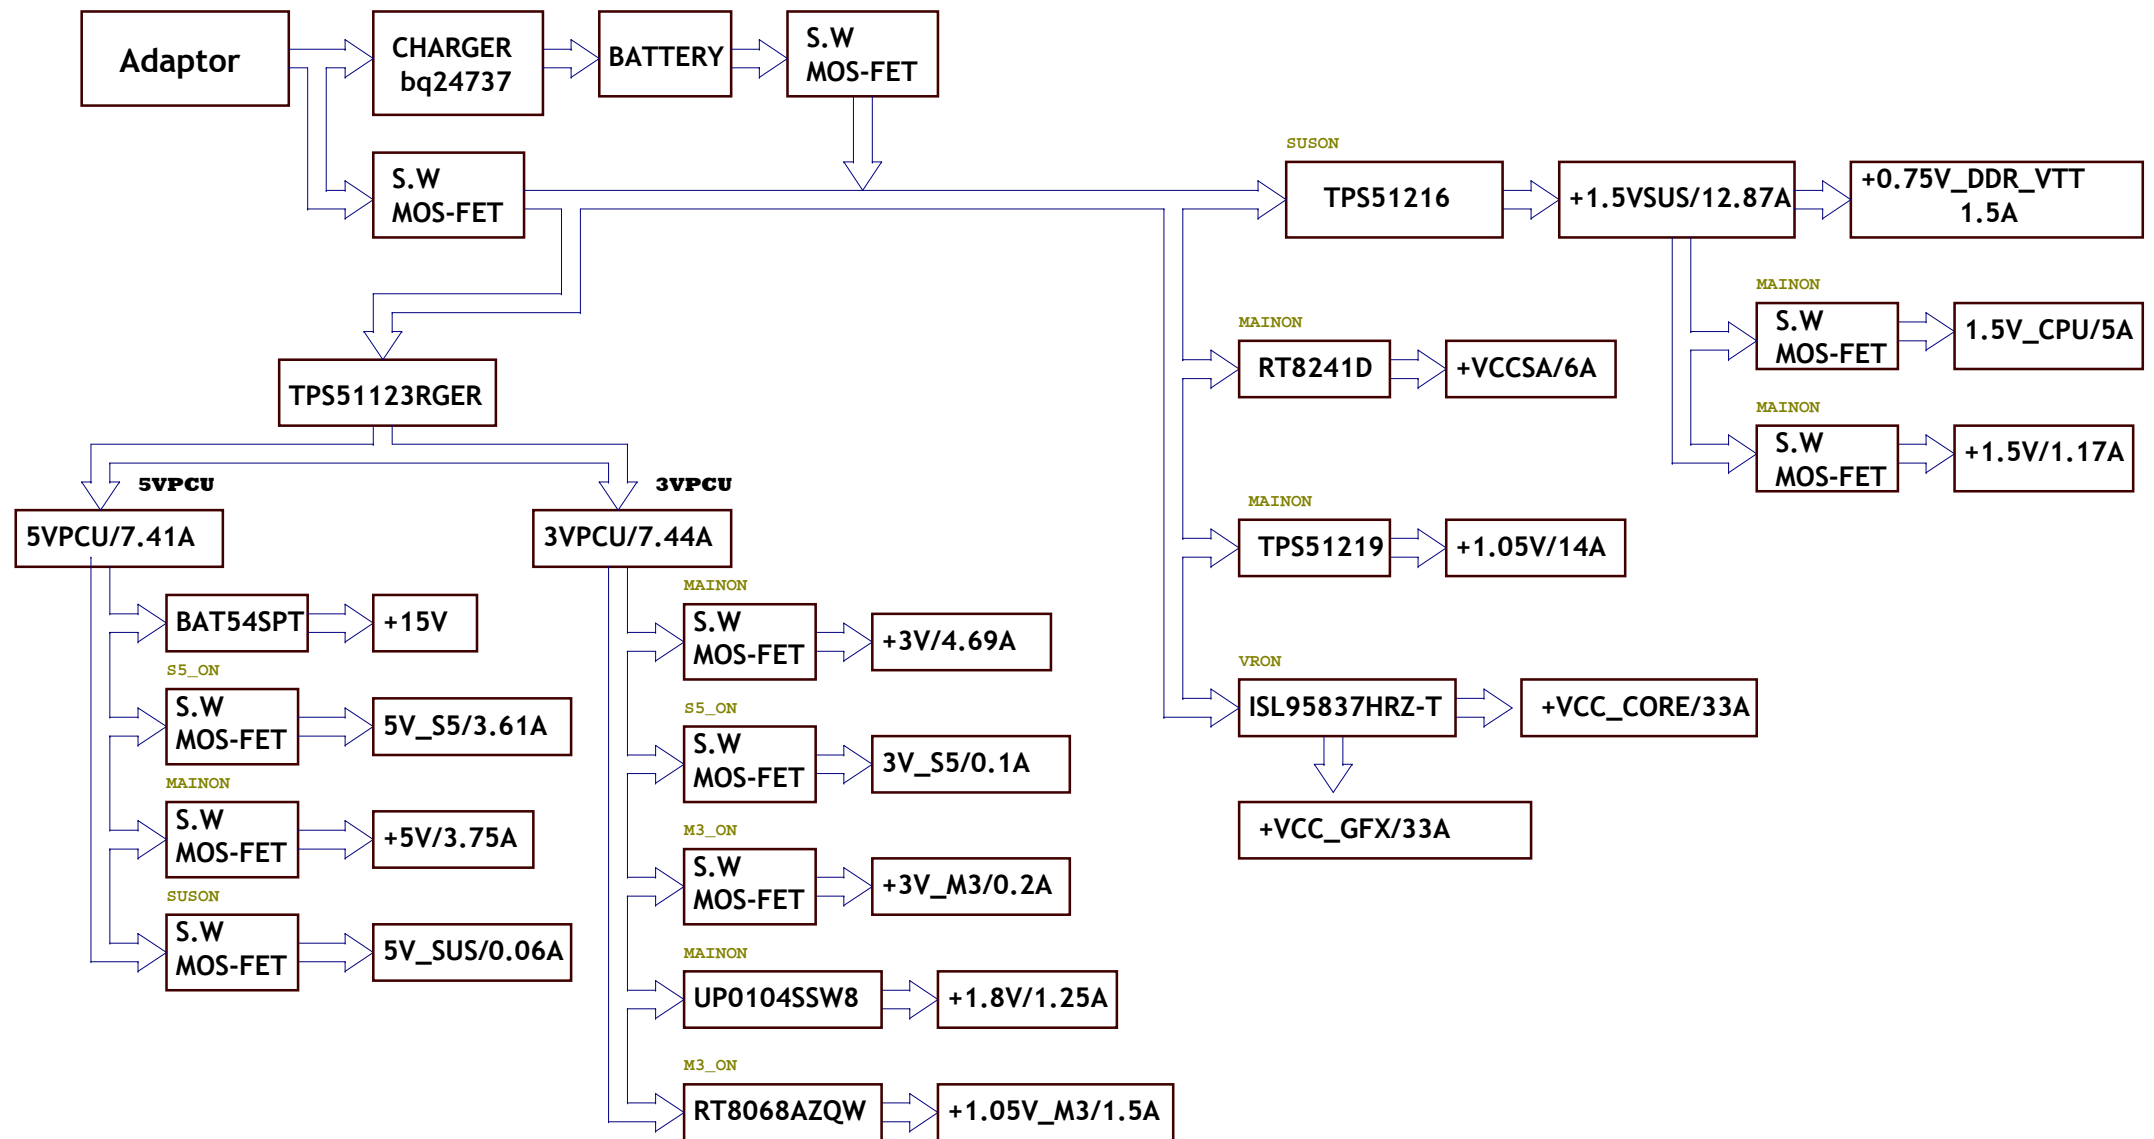 Adaptor
CHARGER
bq24737
BATTERY
S.W
MOS-FET
S.W
MOS-FET
SUSON
TPS51216
+1.5VSUS/12.87A
+0.75V_DDR_VTT
1.5A
MAINON
S.W
MOS-FET
1.5V_CPU/5A
MAINON
S.W
MOS-FET
+1.5V/1.17A
MAINON
RT8241D
+VCCSA/6A
MAINON
TPS51219
+1.05V/14A
VRON
ISL95837HRZ-T
+VCC_CORE/33A
+VCC_GFX/33A
TPS51123RGER
5VPCU
3VPCU
5VPCU/7.41A
BAT54SPT
+15V
S5_ON
S.W
MOS-FET
5V_S5/3.61A
MAINON
S.W
MOS-FET
+5V/3.75A
SUSON
S.W
MOS-FET
5V_SUS/0.06A
3VPCU/7.44A
MAINON
S.W
MOS-FET
+3V/4.69A
S5_ON
S.W
MOS-FET
3V_S5/0.1A
M3_ON
S.W
MOS-FET
+3V_M3/0.2A
MAINON
UP0104SSW8
+1.8V/1.25A
M3_ON
RT8068AZQW
+1.05V_M3/1.5A